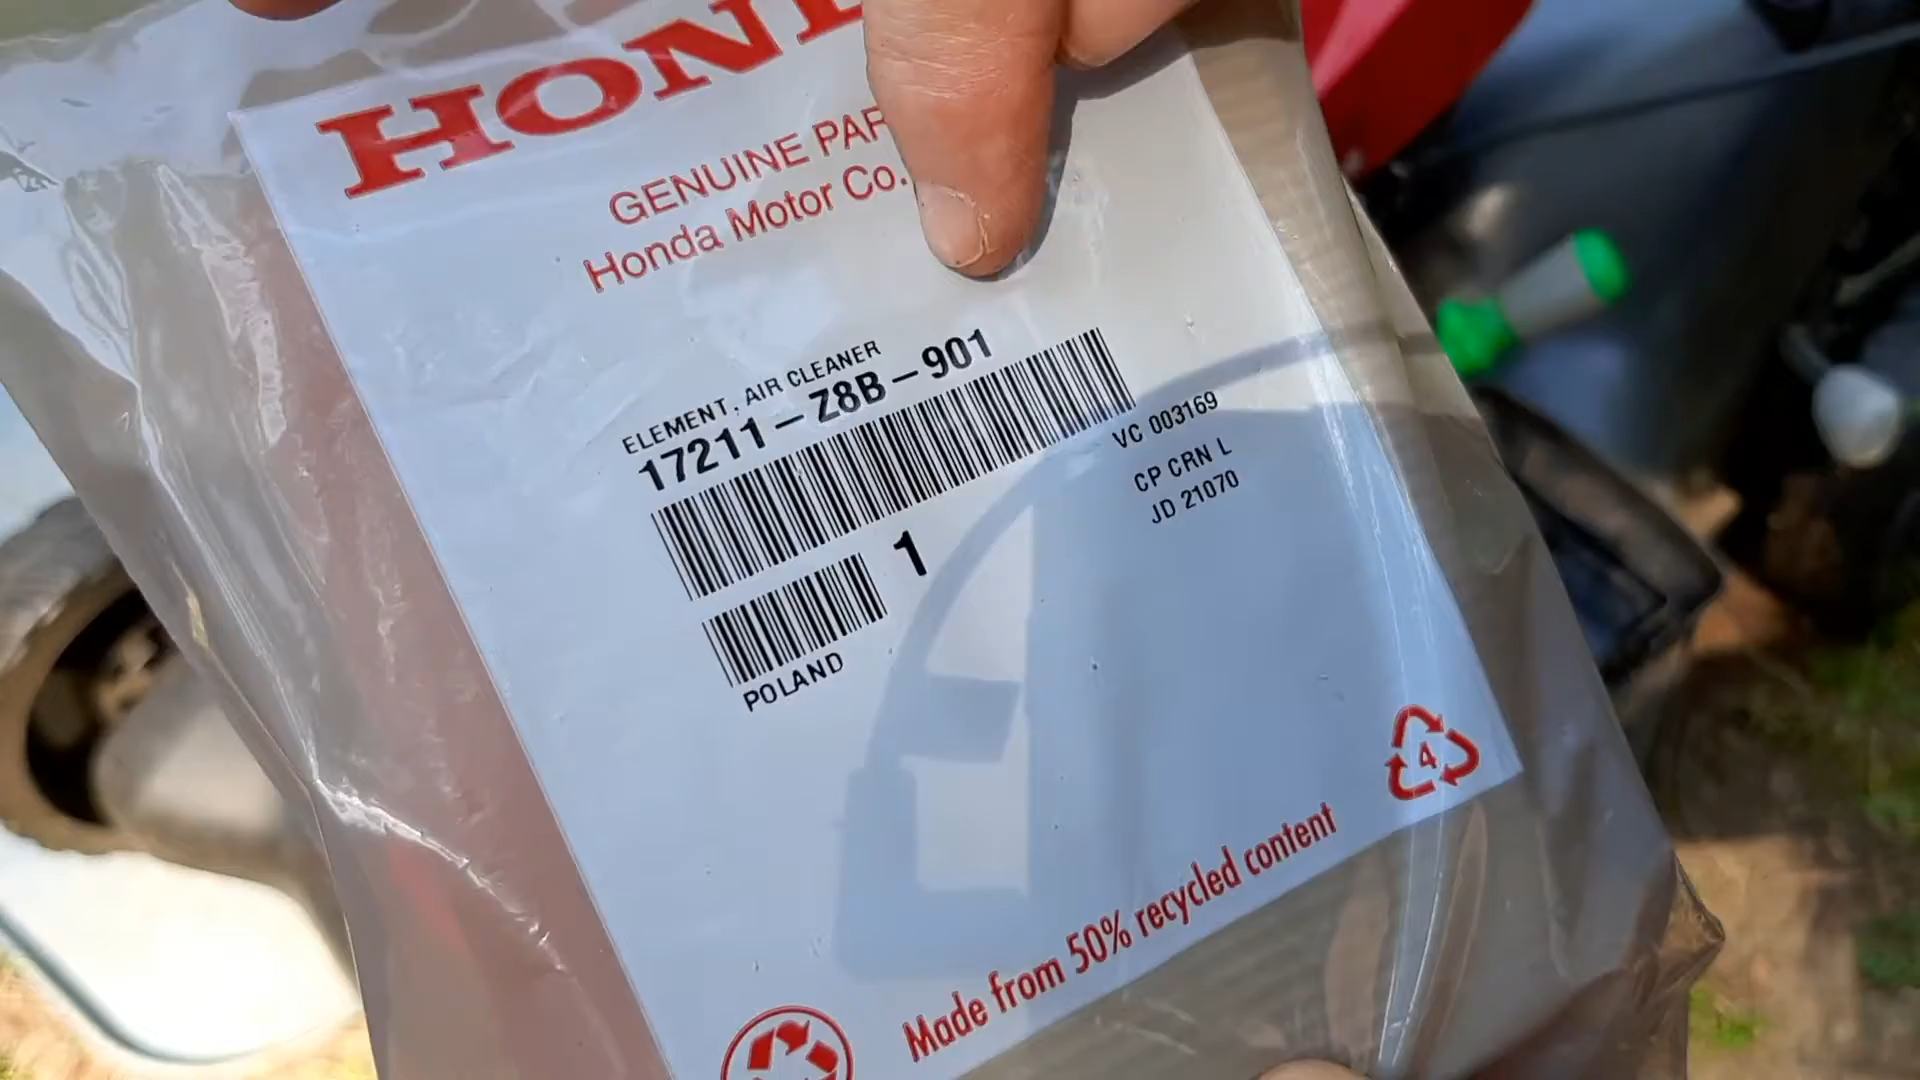 HON
GENUINE PAR
Honda Motor Co.
ELEMENT, AIR CLEANER
17211-Z8B-901
VC 003169
CP CRN L
JD 21070
1
POLAND
4
Made from 50% recycled content